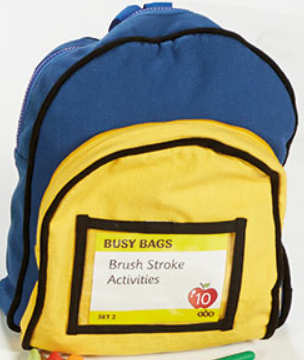 BUSY BAGS
Brush Stroke
Activities
10
SET 2